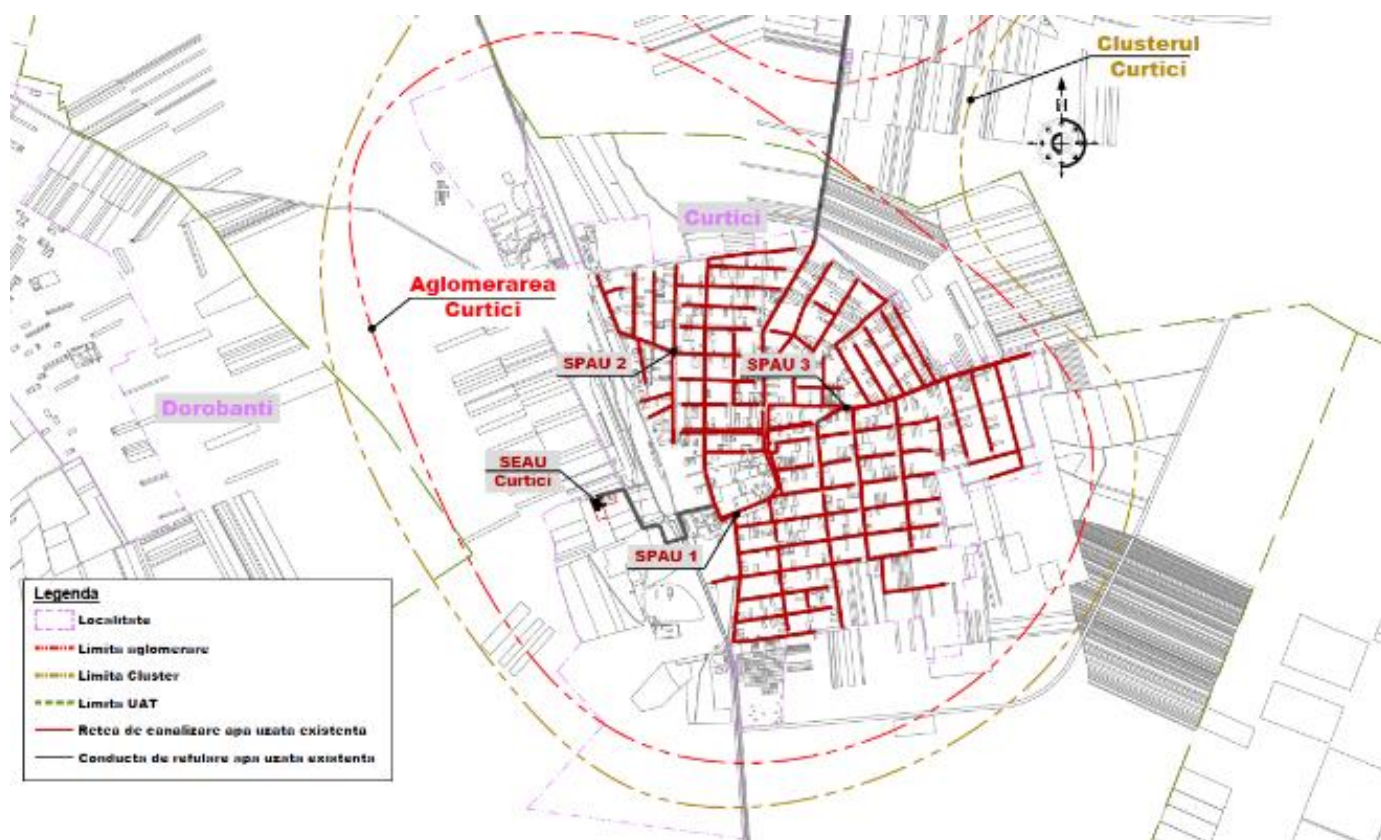 Clusterul
Curtici
N
Curtici
Aglomerarea
Curtici
SPAU 2
SPAU 3
Dorobanti
SEAU
Curtici
SPAU 1
Legenda
Localitate
Limita aglomerare
Limita Cluster
Limita UAT
Retea de canalizare apa uzata existenta
Conducta de refulare apa uzata existenta